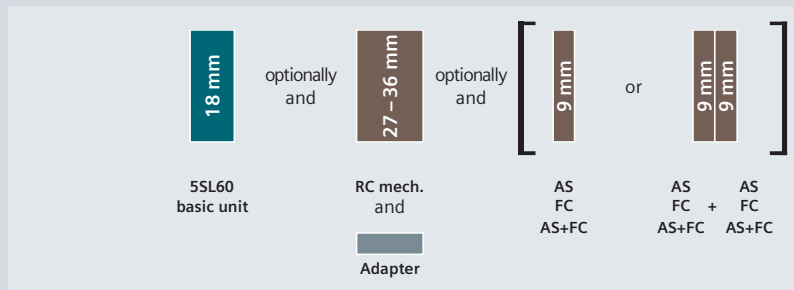 18 mm
optionally
and
27 – 36 mm
optionally
and
9 mm
or
9 mm
9 mm
5SL60
basic unit
RC mech.
and
Adapter
AS
FC
AS+FC
AS AS
FC + FC
AS+FC AS+FC